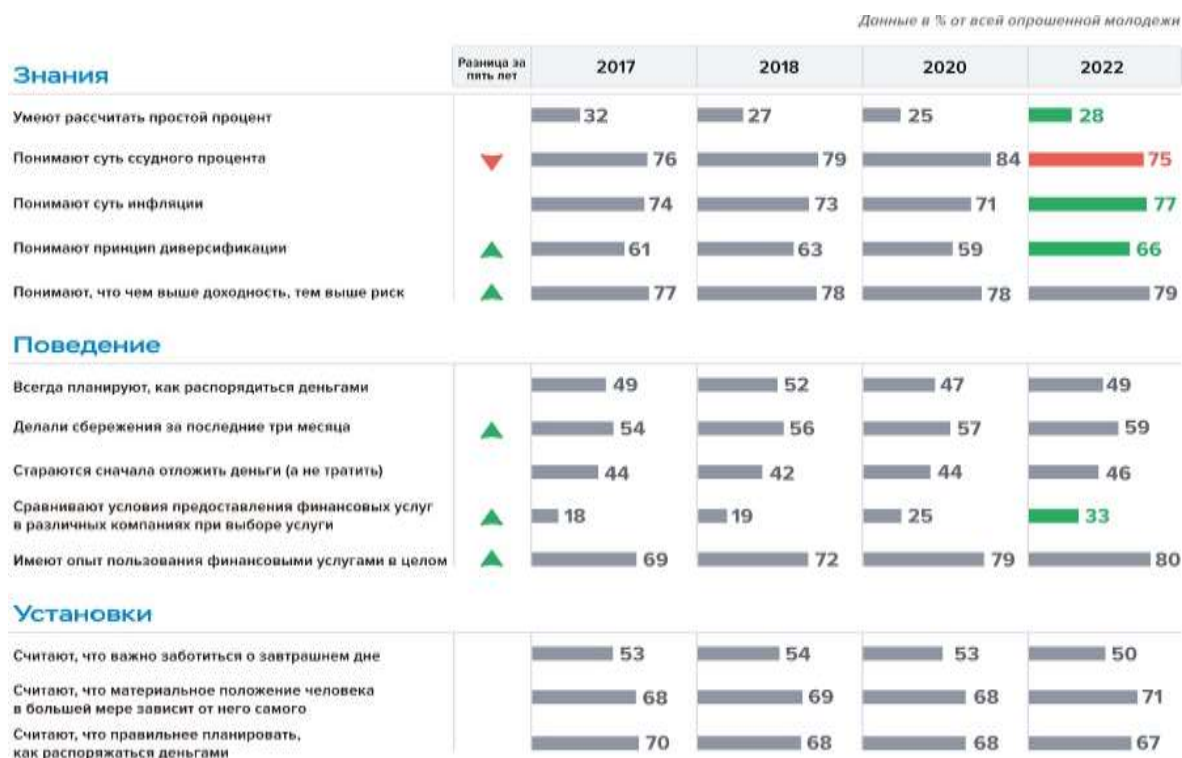 Данные в % от всей опрошенной молодежи
Знания
Разница за
пять лет
2017 2018 2020 2022
Умеют рассчитать простой процент 32 27 25 28
Понимают суть ссудного процента 76 79 84 75
Понимают суть инфляции 74 73 71 77
Понимают принцип диверсификации 61 63 59 66
Понимают, что чем выше доходность, тем выше риск 77 78 78 79
Поведение
Всегда планируют, как распорядиться деньгами 49 52 47 49
Делали сбережения за последние три месяца 54 56 57 59
Стараются сначала отложить деньги (а не тратить) 44 42 44 46
Сравнивают условия предоставления финансовых услуг
в различных компаниях при выборе услуги 18 19 25 33
Имеют опыт пользования финансовыми услугами в целом 69 72 79 80
Установки
Считают, что важно заботиться о завтрашнем дне 53 54 53 50
Считают, что материальное положение человека
в большей мере зависит от него самого 68 69 68 71
Считают, что правильнее планировать,
как распоряжаться деньгами 70 68 68 67